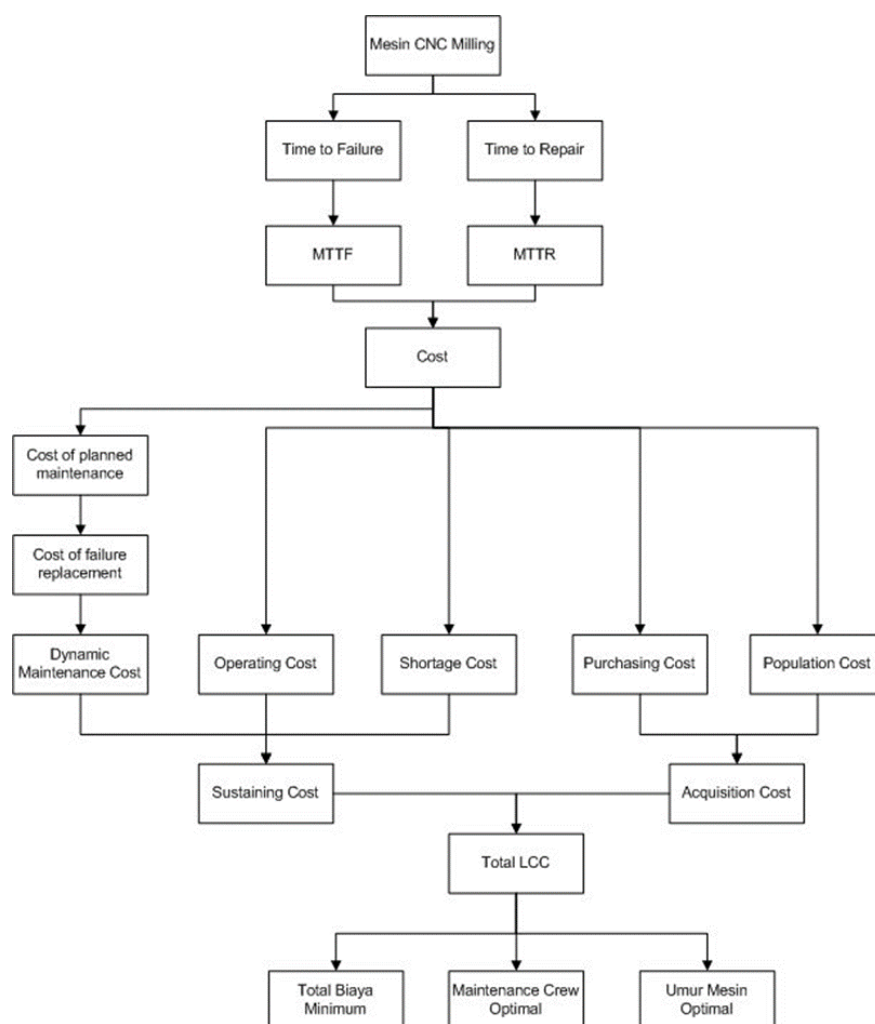 Mesin CNC Milling
Time to Failure
Time to Repair
MTTF
MTTR
Cost
Cost of planned
maintenance
Cost of failure
replacement
Dynamic
Maintenance Cost
Operating Cost
Shortage Cost
Purchasing Cost
Population Cost
Sustaining Cost
Acquisition Cost
Total LCC
Total Biaya
Minimum
Maintenance Crew
Optimal
Umur Mesin
Optimal